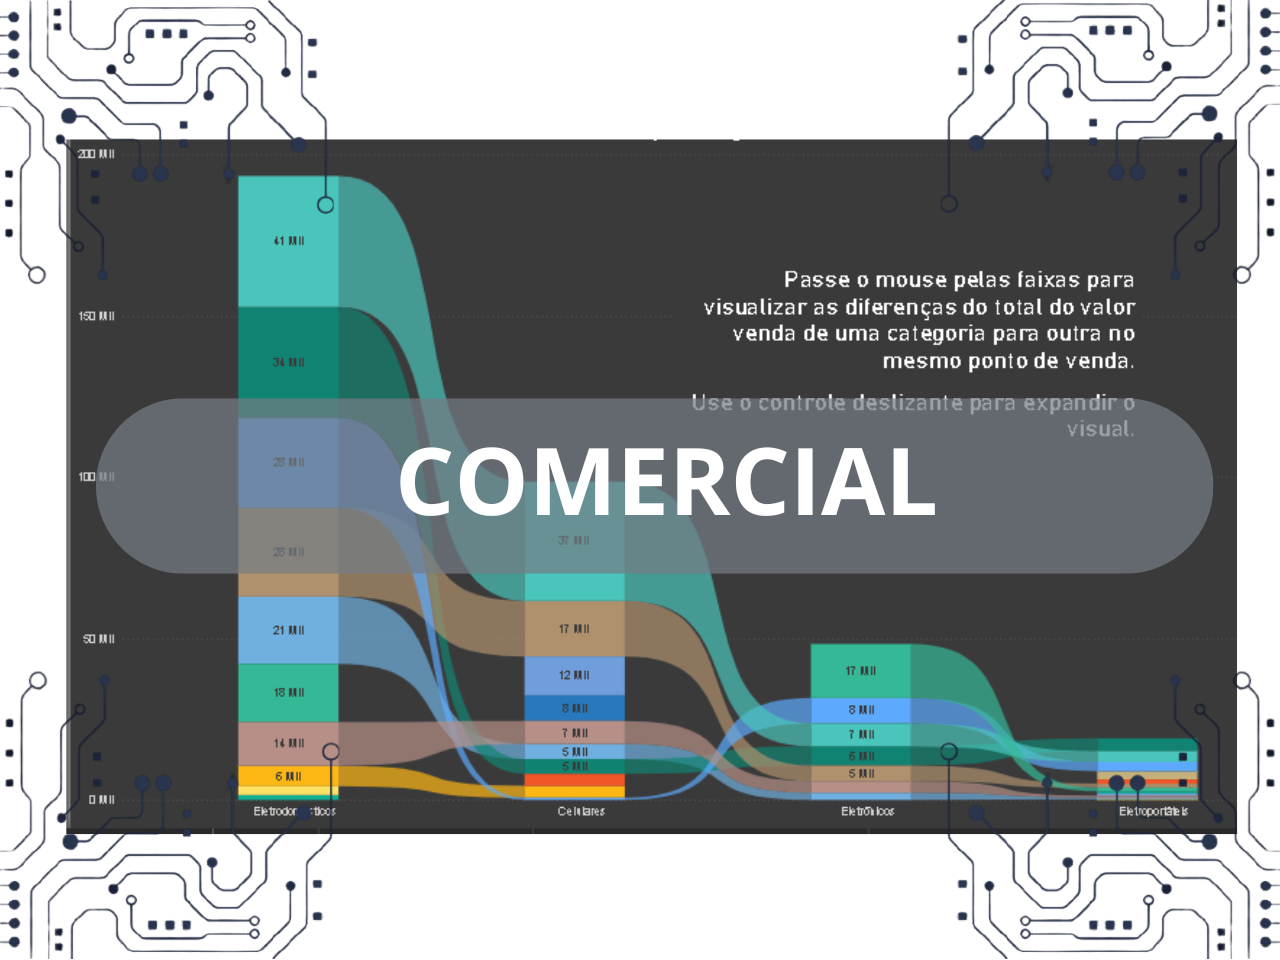 200 Mil
41 Mil
Passe o mouse pelas faixas para
visualizar as diferenças do total do valor
venda de uma categoria para outra no
mesmo ponto de venda.
150 Mil
34 Mil
Use o controle deslizante para expandir o
visual.
COMERCIAL
100 Mil
28 Mil
28 Mil
37 Mil
50 Mil
21 Mil
17 Mil
18 Mil
12 Mil
17 Mil
8 Mil
8 Mil
14 Mil
7 Mil
7 Mil
5 Mil
6 Mil
6 Mil
5 Mil
5 Mil
0 Mil
Celulares
Eletrônicos
Eletroportáteis